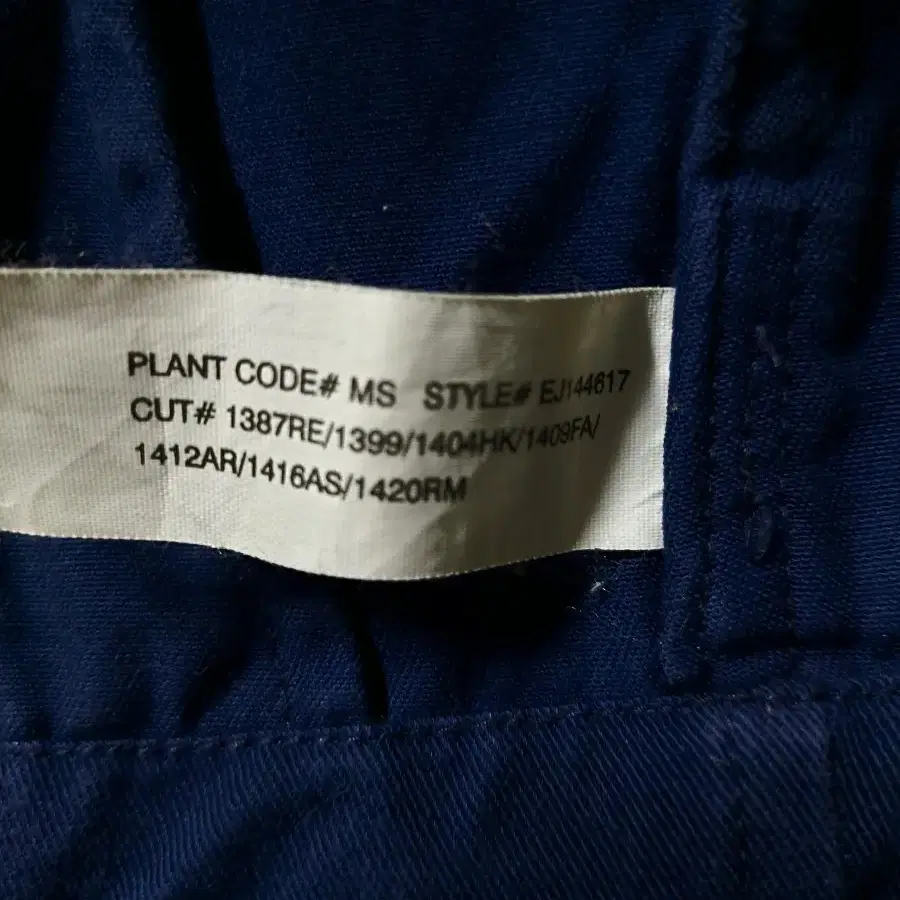 PLANT CODE# MS STYLE# EJ144617
CUT# 1387RE/1399/1404HK/1409FA/
1412AR/1416AS/1420RM